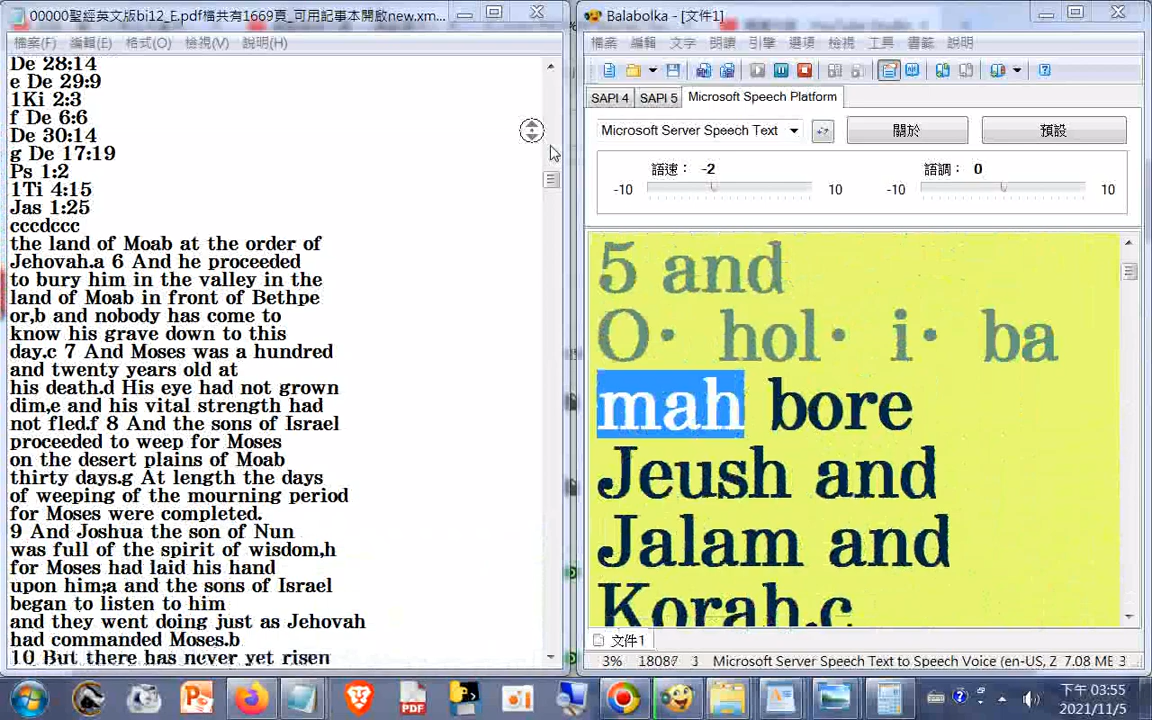 00000聖經英文版bi12_E.pdf檔共有1669頁_可用記事本開啟new.xm...
檔案(F) 編輯(E) 格式(O) 檢視(V) 說明(H)
De 28:14
e De 29:9
1Ki 2:3
f De 6:6
De 30:14
g De 17:19
Ps 1:2
1Ti 4:15
Jas 1:25
cccdccc
the land of Moab at the order of
Jehovah.a 6 And he proceeded
to bury him in the valley in the
land of Moab in front of Bethpe
or,b and nobody has come to
know his grave down to this
day.c 7 And Moses was a hundred
and twenty years old at
his death.d His eye had not grown
dim,e and his vital strength had
not fled.f 8 And the sons of Israel
proceeded to weep for Moses
on the desert plains of Moab
thirty days.g At length the days
of weeping of the mourning period
for Moses were completed.
9 And Joshua the son of Nun
was full of the spirit of wisdom,h
for Moses had laid his hand
upon him;a and the sons of Israel
began to listen to him
and they went doing just as Jehovah
had commanded Moses.b
10 But there has never yet risen
Balabolka - [文件1]
檔案 編輯 文字 朗讀 引擎 選項 檢視 工具 書籤 說明
SAPI 4 SAPI 5 Microsoft Speech Platform
Microsoft Server Speech Text 關於 預設
語速： -2 語調： 0
-10 10 -10 10
5 and
O· hol· i· ba
mah bore
Jeush and
Jalam and
Korah.c
文件1
3% 18087 Microsoft Server Speech Text to Speech Voice (en-US, Z 7.08 ME 3
PDF
下午 03:55
2021/11/5